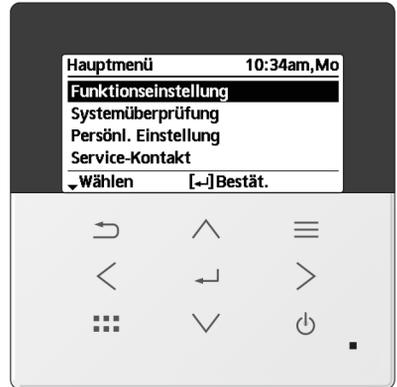 Hauptmenü 10:34am,Mo
Funktionseinstellung
Systemüberprüfung
Persönl. Einstellung
Service-Kontakt
Wählen [↵]Bestät.